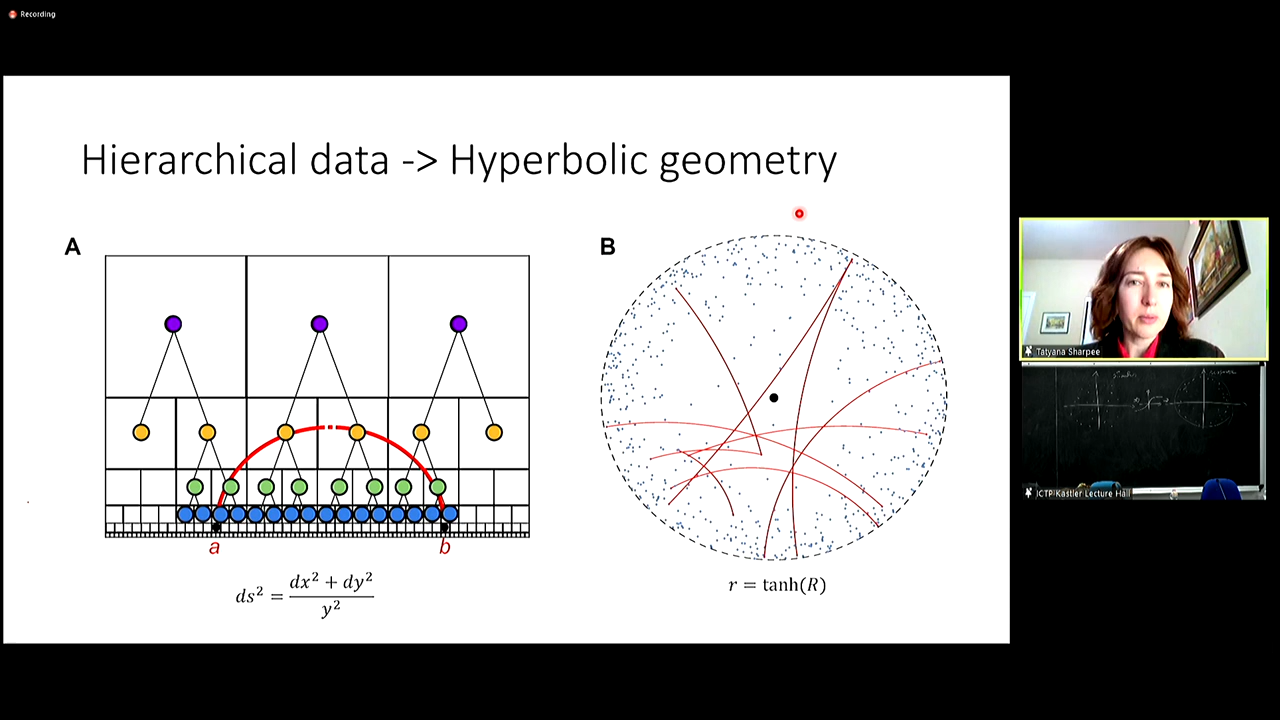 Recording
Hierarchical data -> Hyperbolic geometry
A
B
a
b
ds² = dx² + dy² / y²
r = tanh(R)
Tatyana Sharpee
ICTP Kastler Lecture Hall